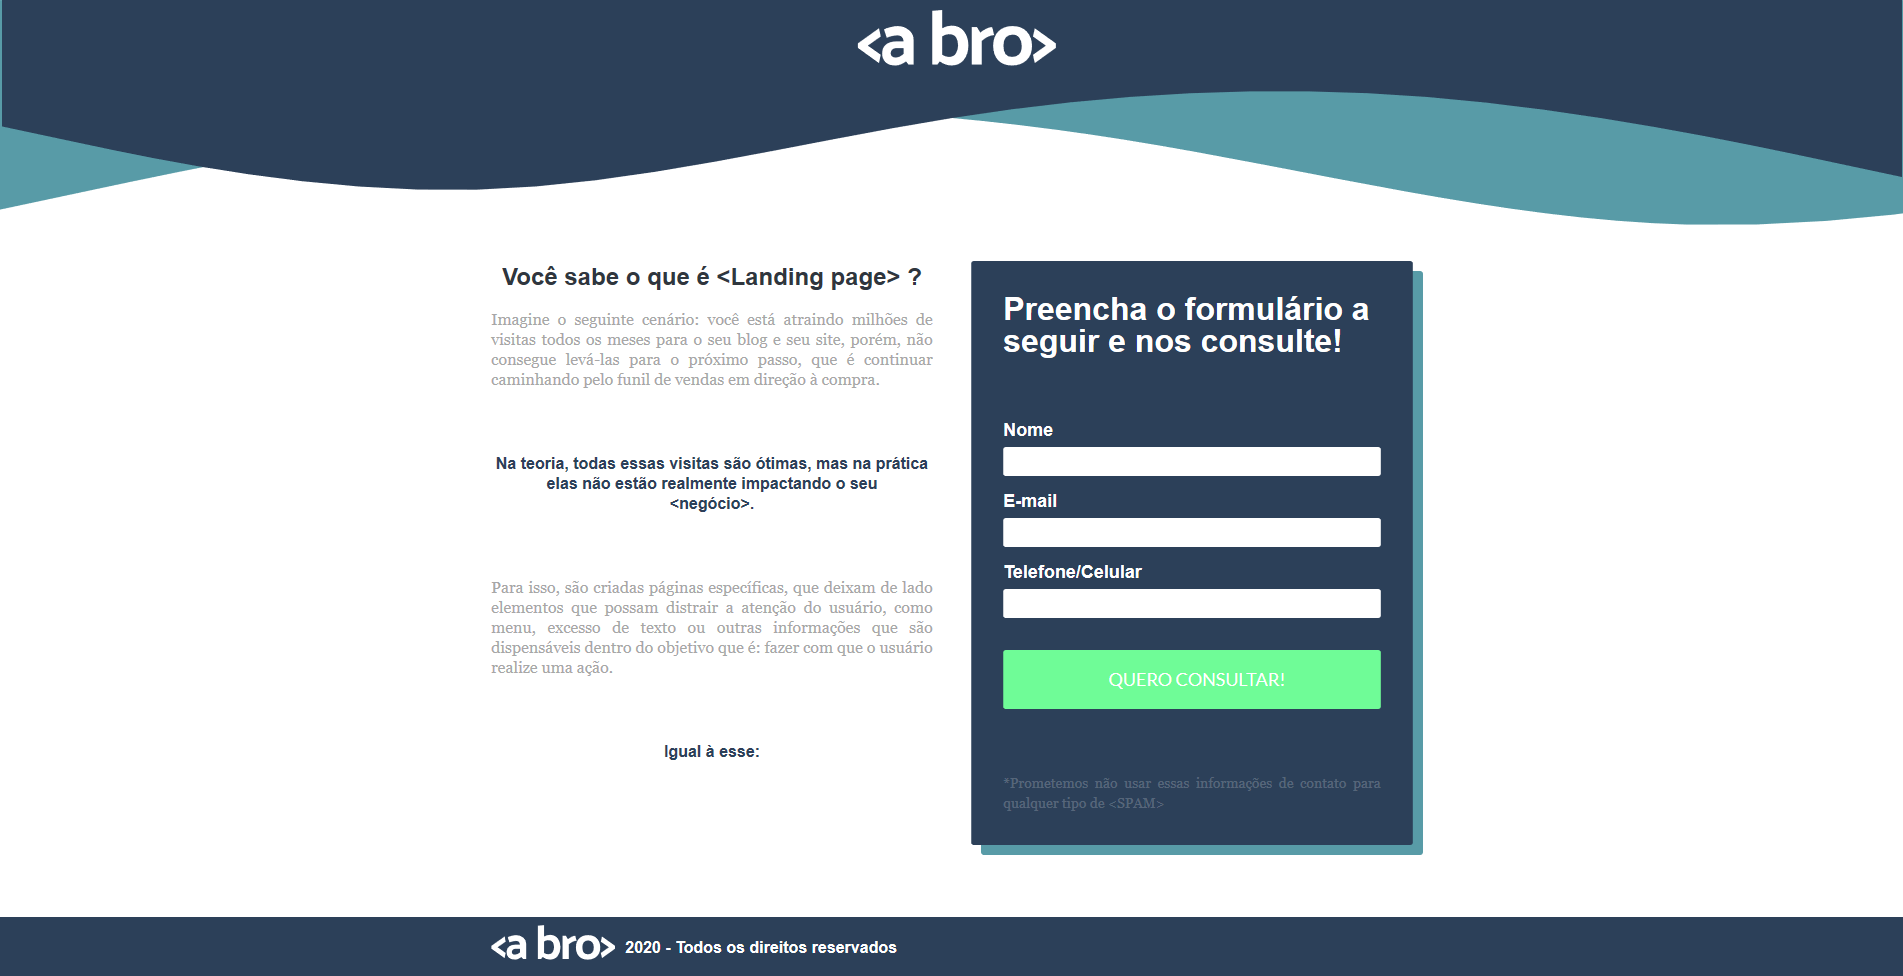 <a bro>
Você sabe o que é <Landing page> ?
Imagine o seguinte cenário: você está atraindo milhões de
visitas todos os meses para o seu blog e seu site, porém, não
consegue levá-las para o próximo passo, que é continuar
caminhando pelo funil de vendas em direção à compra.
Na teoria, todas essas visitas são ótimas, mas na prática
elas não estão realmente impactando o seu
<negócio>.
Para isso, são criadas páginas específicas, que deixam de lado
elementos que possam distrair a atenção do usuário, como
menu, excesso de texto ou outras informações que são
dispensáveis dentro do objetivo que é: fazer com que o usuário
realize uma ação.
Igual à esse:
Preencha o formulário a
seguir e nos consulte!
Nome
E-mail
Telefone/Celular
QUERO CONSULTAR!
*Prometemos não usar essas informações de contato para
qualquer tipo de <SPAM>
<a bro> 2020 - Todos os direitos reservados